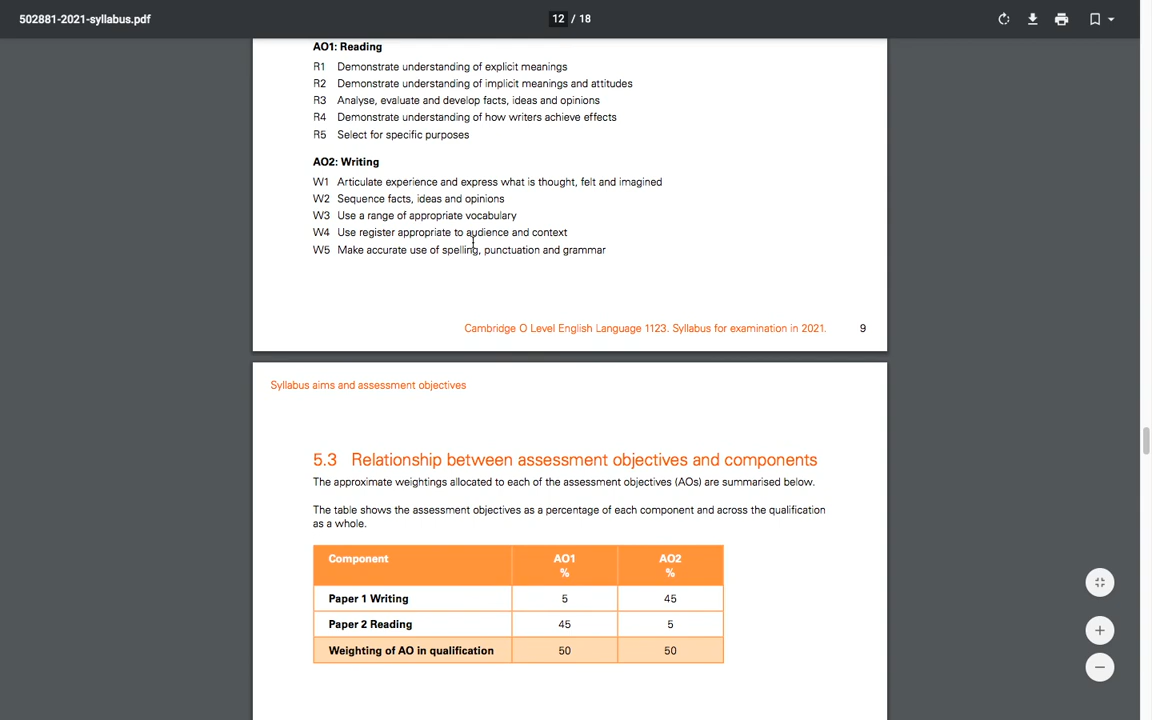 502881-2021-syllabus.pdf
12 / 18
AO1: Reading
R1 Demonstrate understanding of explicit meanings
R2 Demonstrate understanding of implicit meanings and attitudes
R3 Analyse, evaluate and develop facts, ideas and opinions
R4 Demonstrate understanding of how writers achieve effects
R5 Select for specific purposes
AO2: Writing
W1 Articulate experience and express what is thought, felt and imagined
W2 Sequence facts, ideas and opinions
W3 Use a range of appropriate vocabulary
W4 Use register appropriate to audience and context
W5 Make accurate use of spelling, punctuation and grammar
Cambridge O Level English Language 1123. Syllabus for examination in 2021. 9
Syllabus aims and assessment objectives
5.3 Relationship between assessment objectives and components
The approximate weightings allocated to each of the assessment objectives (AOs) are summarised below.
The table shows the assessment objectives as a percentage of each component and across the qualification
as a whole.
Component AO1 AO2
% %
Paper 1 Writing 5 45
Paper 2 Reading 45 5
Weighting of AO in qualification 50 50